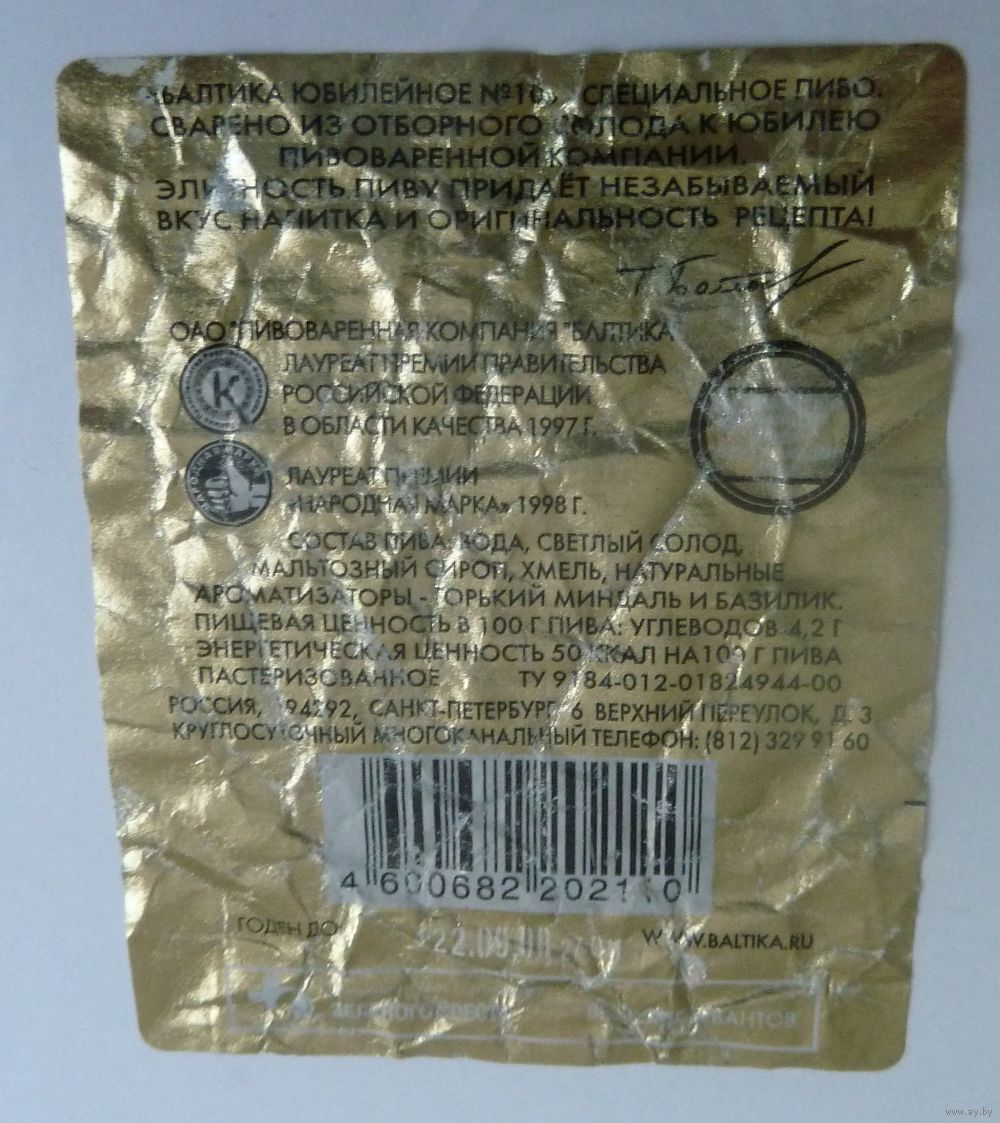 «БАЛТИКА ЮБИЛЕЙНОЕ №10», СПЕЦИАЛЬНОЕ ПИВО.
СВАРЕНО ИЗ ОТБОРНОГО СОЛОДА К ЮБИЛЕЮ
ПИВОВАРЕННОЙ КОМПАНИИ.
ЭЛИТНОСТЬ ПИВУ ПРИДАЁТ НЕЗАБЫВАЕМЫЙ
ВКУС НАПИТКА И ОРИГИНАЛЬНОСТЬ РЕЦЕПТА!
ОАО "ПИВОВАРЕННАЯ КОМПАНИЯ "БАЛТИКА"
ЛАУРЕАТ ПРЕМИИ ПРАВИТЕЛЬСТВА
РОССИЙСКОЙ ФЕДЕРАЦИИ
В ОБЛАСТИ КАЧЕСТВА 1997 Г.
K
ЛАУРЕАТ ПРЕМИИ
«НАРОДНАЯ МАРКА» 1998 Г.
СОСТАВ ПИВА: ВОДА, СВЕТЛЫЙ СОЛОД,
МАЛЬТОЗНЫЙ СИРОП, ХМЕЛЬ, НАТУРАЛЬНЫЕ
АРОМАТИЗАТОРЫ - ГОРЬКИЙ МИНДАЛЬ И БАЗИЛИК.
ПИЩЕВАЯ ЦЕННОСТЬ В 100 Г ПИВА: УГЛЕВОДОВ 4,2 Г
ЭНЕРГЕТИЧЕСКАЯ ЦЕННОСТЬ 50 ККАЛ НА 100 Г ПИВА
ПАСТЕРИЗОВАННОЕ ТУ 9184-012-01824944-00
РОССИЯ, 194292, САНКТ-ПЕТЕРБУРГ, 6 ВЕРХНИЙ ПЕРЕУЛОК, Д. 3
КРУГЛОСУТОЧНЫЙ МНОГОКАНАЛЬНЫЙ ТЕЛЕФОН: (812) 329 91 60
4 600682 202110
ГОДЕН ДО
WWW.BALTIKA.RU
www.ay.by